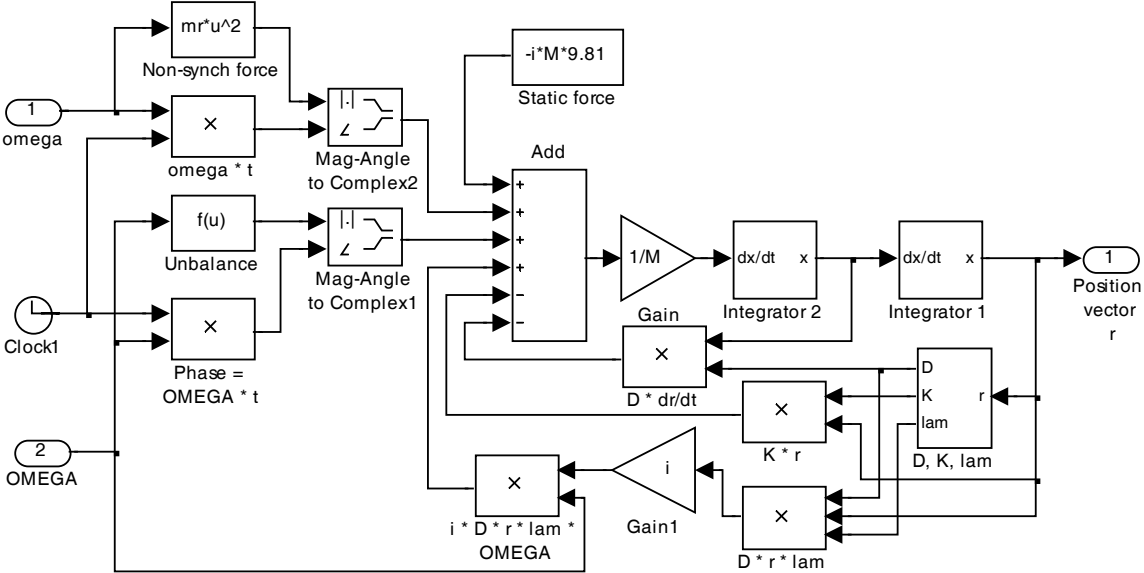 mr*u^2
Non-synch force
1
omega
×
omega * t
|·|
∠
Mag-Angle
to Complex2
-i*M*9.81
Static force
f(u)
Unbalance
|·|
∠
Mag-Angle
to Complex1
Clock1
×
Phase =
OMEGA * t
2
OMEGA
Add
+
+
+
+
−
−
1/M
Gain
dx/dt x
Integrator 2
dx/dt x
Integrator 1
1
Position
vector
r
×
D * dr/dt
×
K * r
D
K
lam
r
D, K, lam
×
i * D * r * lam *
OMEGA
i
Gain1
×
D * r * lam